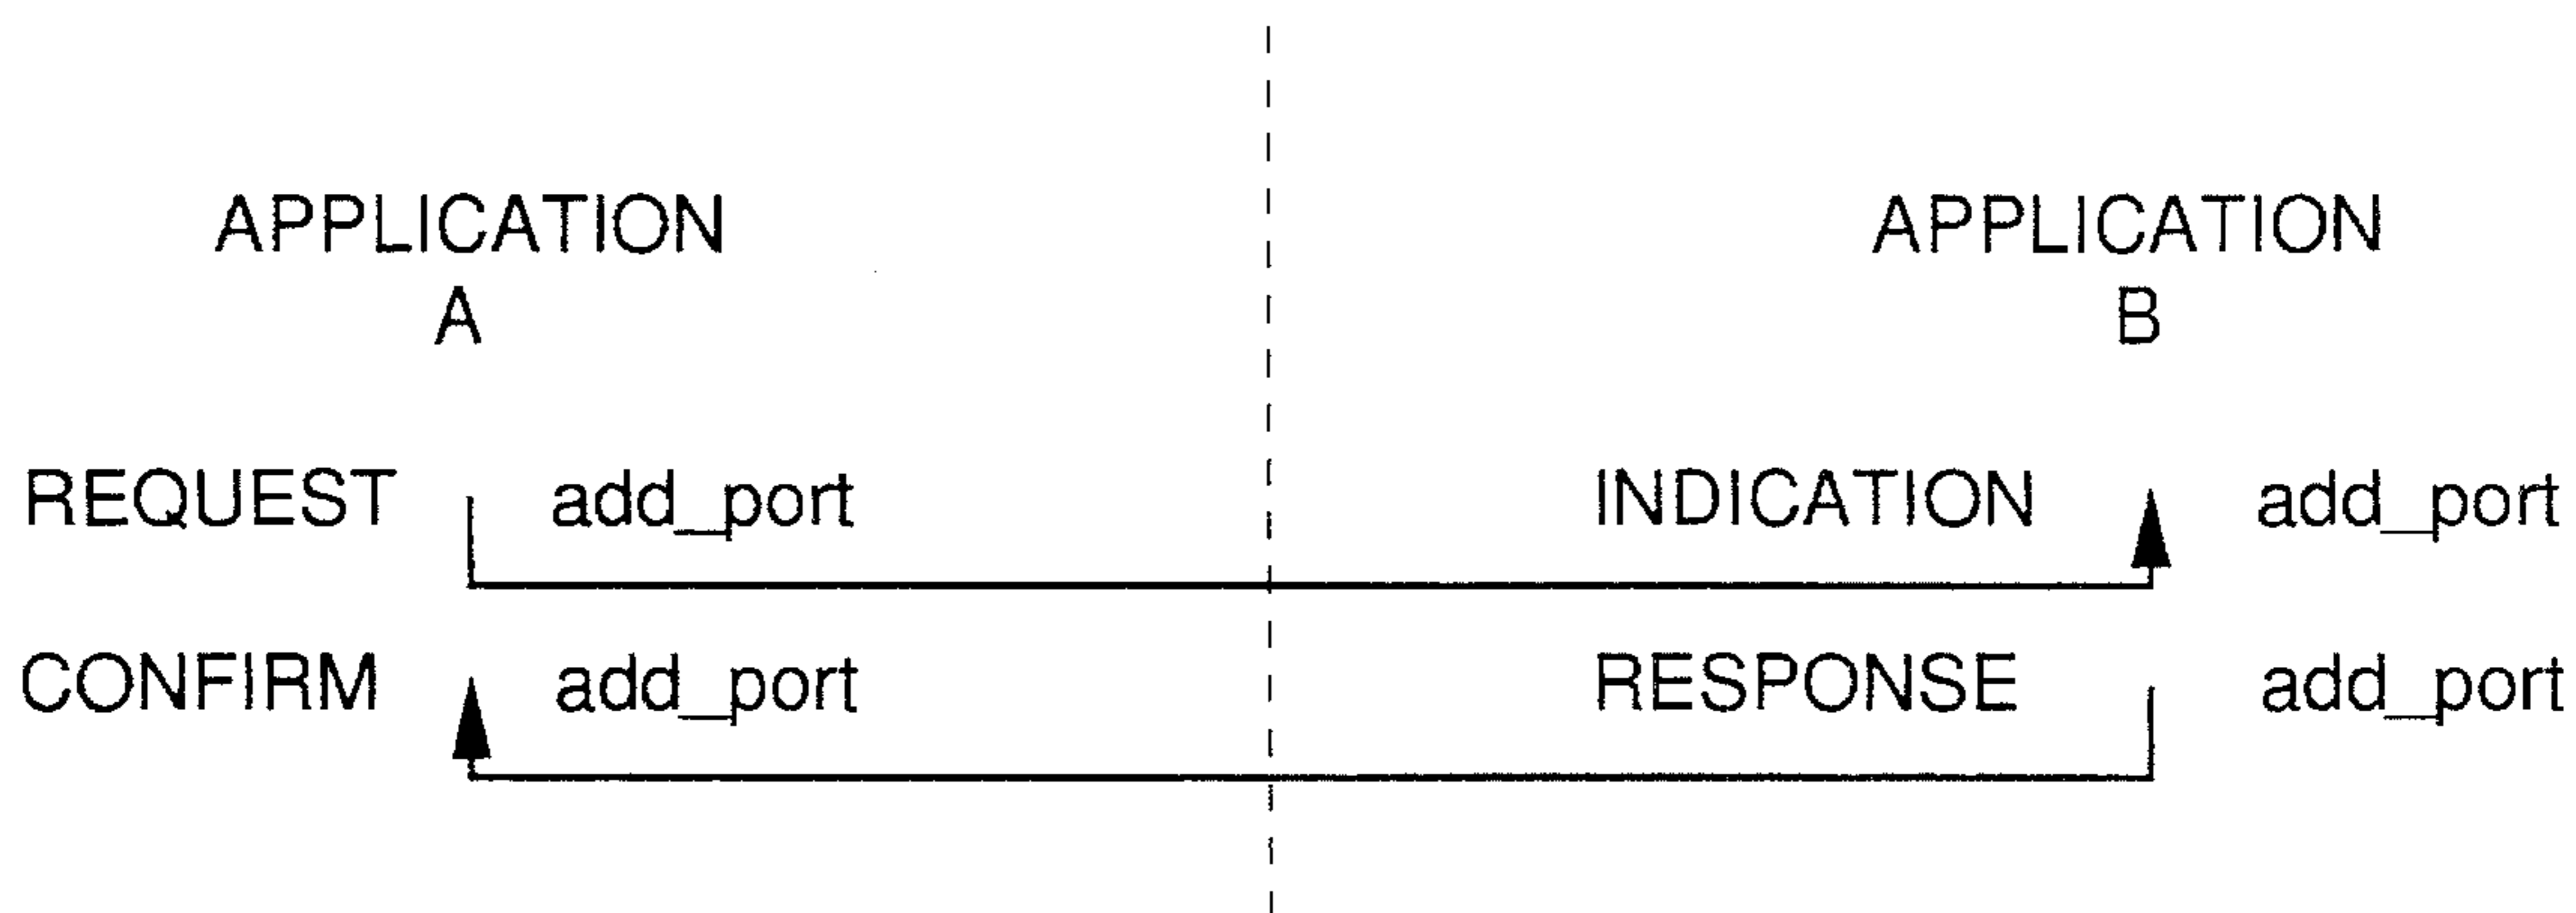 APPLICATION
A
APPLICATION
B
REQUEST add_port INDICATION add_port
CONFIRM add_port RESPONSE add_port